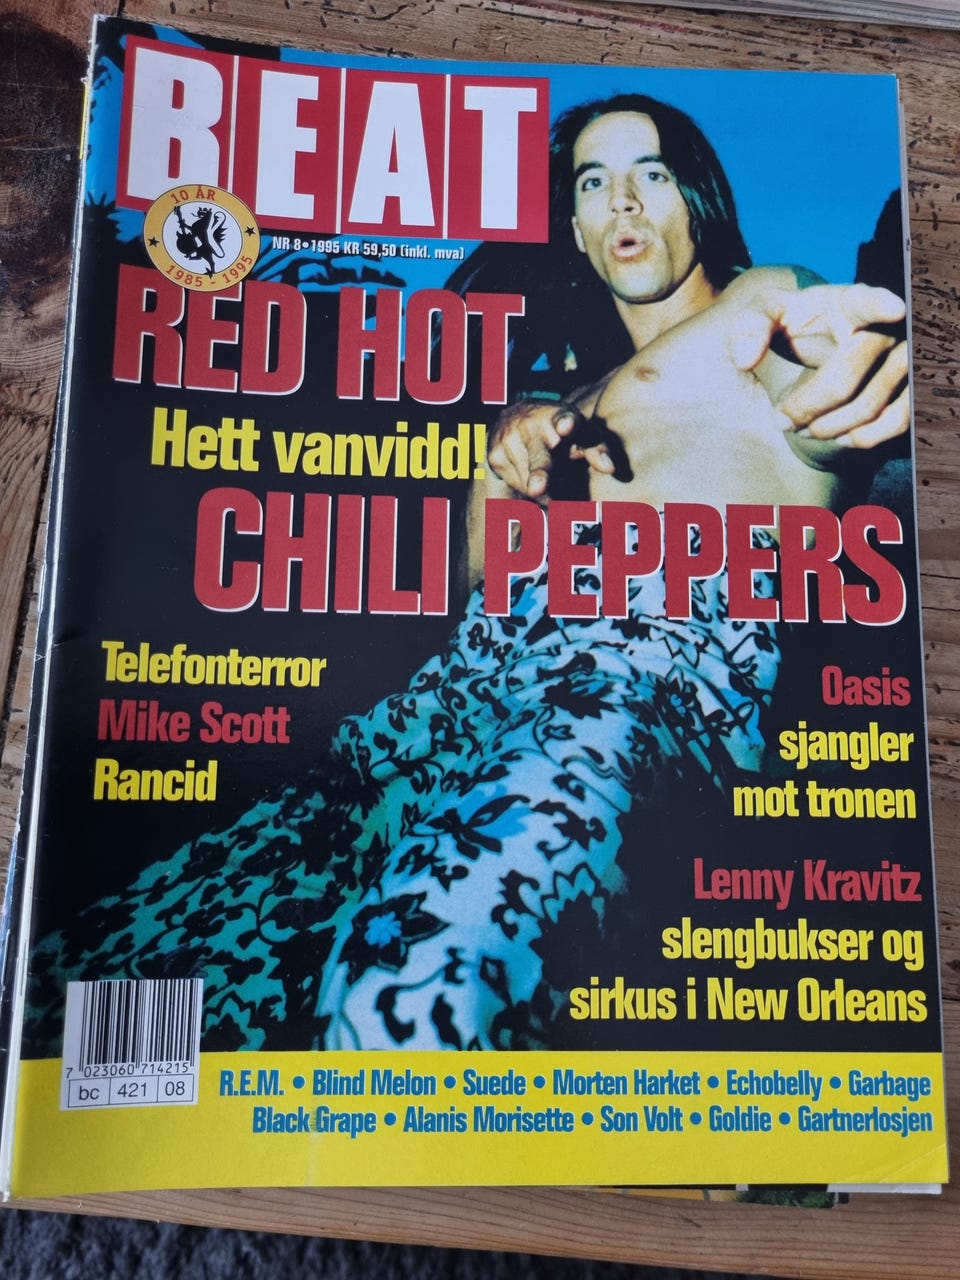 BEAT
10 ÅR
1985 - 1995
NR 8•1995 KR 59,50 (inkl. mva)
RED HOT
Hett vanvidd!
CHILI PEPPERS
Telefonterror
Mike Scott
Rancid
Oasis
sjangler
mot tronen
Lenny Kravitz
slengbukser og
sirkus i New Orleans
7 023060 714215
bc 421 08
R.E.M. • Blind Melon • Suede • Morten Harket • Echobelly • Garbage
Black Grape • Alanis Morisette • Son Volt • Goldie • Gartnerlosjen